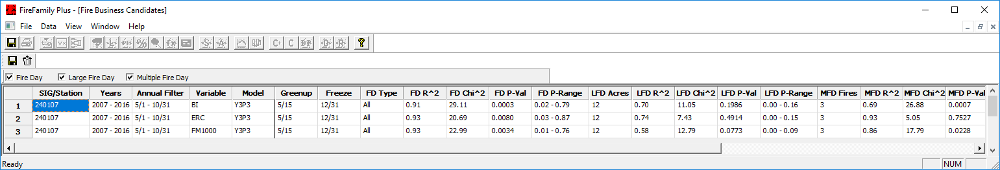 FireFamily Plus - [Fire Business Candidates]
File Data View Window Help
Fire Day Large Fire Day Multiple Fire Day
SIG/Station Years Annual Filter Variable Model Greenup Freeze FD Type FD R^2 FD Chi^2 FD P-Val FD P-Range LFD Acres LFD R^2 LFD Chi^2 LFD P-Val LFD P-Range MFD Fires MFD R^2 MFD Chi^2 MFD P-Val
1 240107 2007 - 2016 5/1 - 10/31 BI Y3P3 5/15 12/31 All 0.91 29.11 0.0003 0.02 - 0.79 12 0.70 11.05 0.1986 0.00 - 0.16 3 0.69 26.88 0.0007
2 240107 2007 - 2016 5/1 - 10/31 ERC Y3P3 5/15 12/31 All 0.93 20.69 0.0080 0.03 - 0.87 12 0.74 7.43 0.4914 0.00 - 0.15 3 0.93 5.05 0.7527
3 240107 2007 - 2016 5/1 - 10/31 FM1000 Y3P3 5/15 12/31 All 0.93 22.99 0.0034 0.01 - 0.76 12 0.58 12.79 0.0773 0.00 - 0.09 3 0.86 17.79 0.0228
Ready NUM